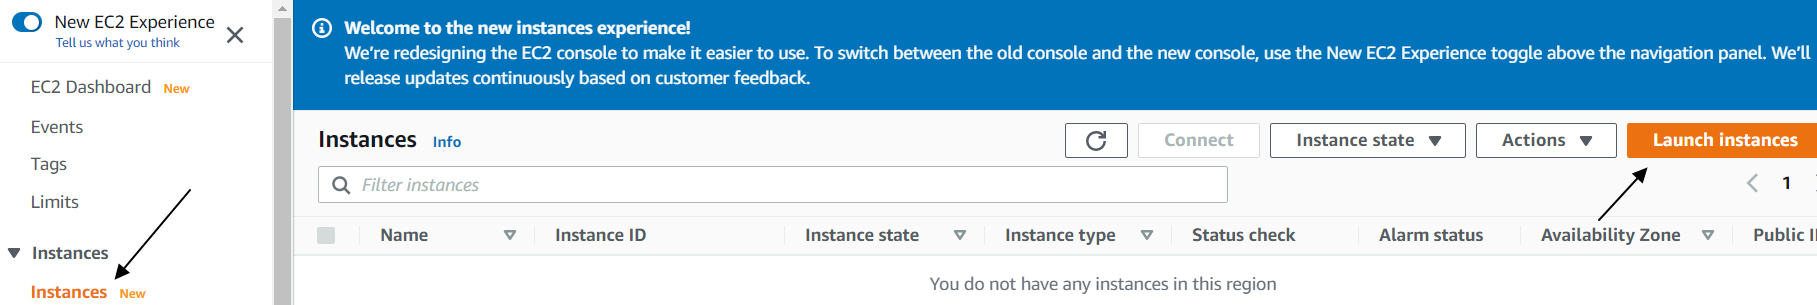 New EC2 Experience
Tell us what you think
EC2 Dashboard New
Events
Tags
Limits
Instances
Instances New
Welcome to the new instances experience!
We're redesigning the EC2 console to make it easier to use. To switch between the old console and the new console, use the New EC2 Experience toggle above the navigation panel. We'll
release updates continuously based on customer feedback.
Instances Info
Connect Instance state Actions Launch instances
Filter instances
1
Name Instance ID Instance state Instance type Status check Alarm status Availability Zone Public
You do not have any instances in this region